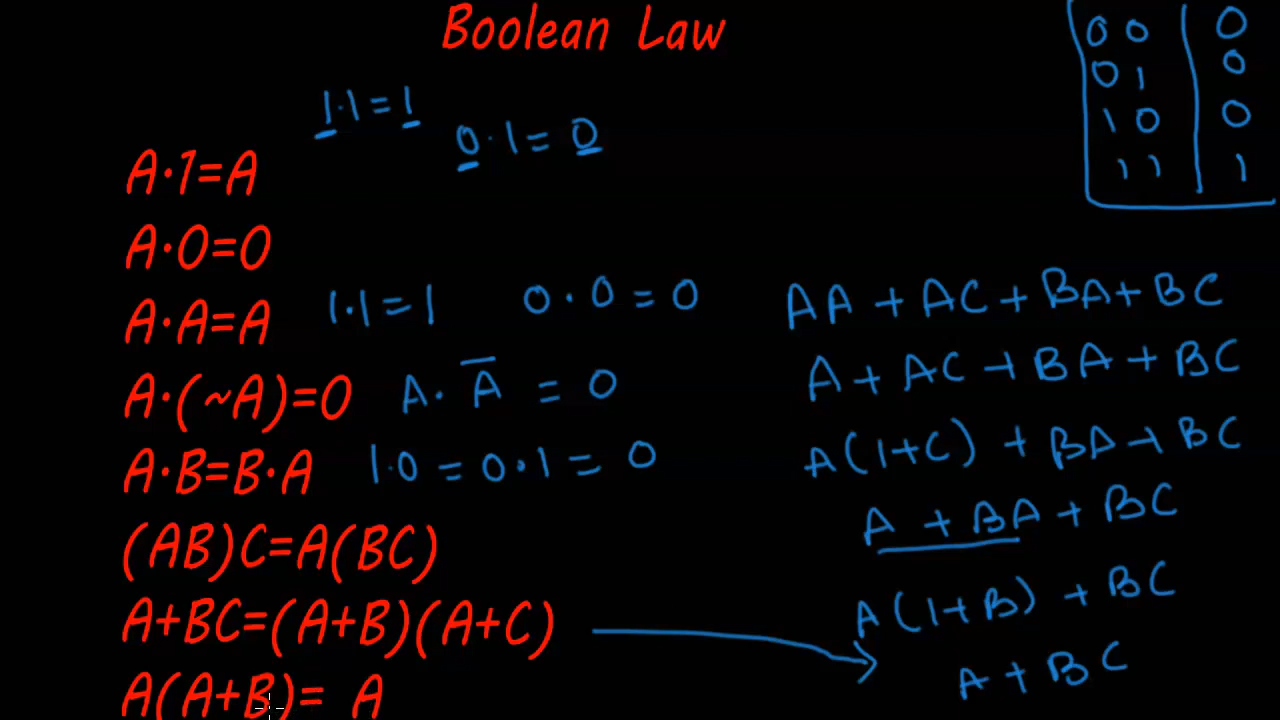 Boolean Law
0 0 | 0
0 1 | 0
1 0 | 0
1 1 | 1
1·1=1
0·1=0
A·1=A
A·0=0
A·A=A
1·1=1
0·0=0
A·(~A)=0
A·A̅ = 0
A·B=B·A
1·0=0·1=0
(AB)C=A(BC)
A+BC=(A+B)(A+C)
A(A+B)= A
AA+AC+BA+BC
A+AC+BA+BC
A(1+C)+BA+BC
A+BA+BC
A(1+B)+BC
A+BC